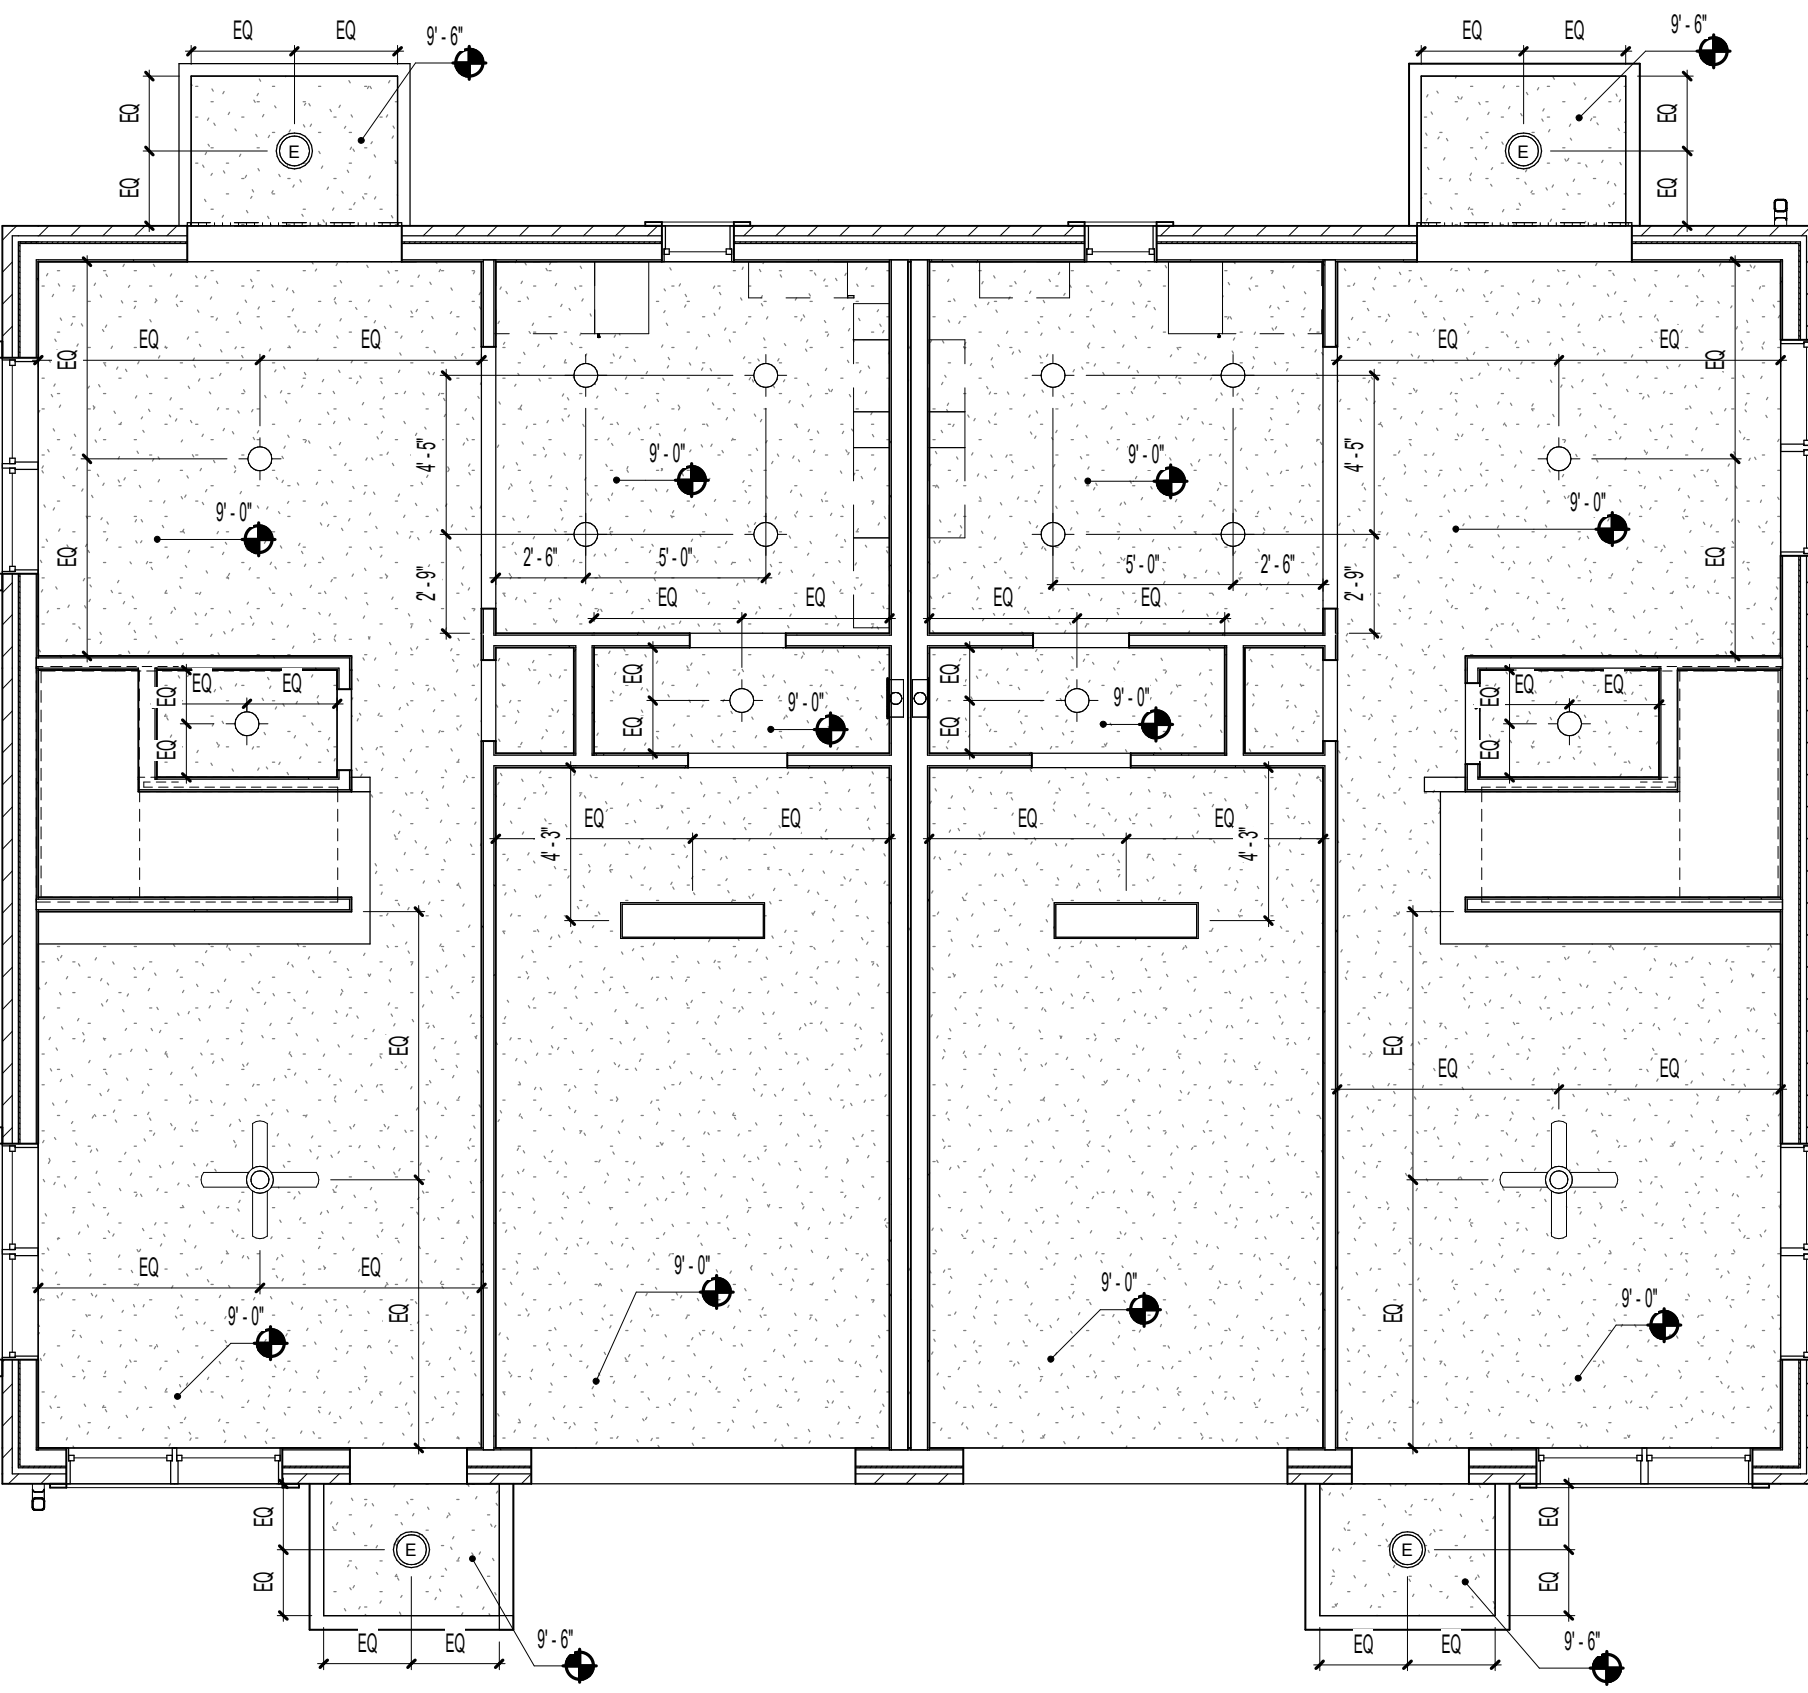 EQ EQ 9' - 6" EQ EQ 9' - 6"
EQ EQ
E E
EQ EQ
EQ EQ EQ EQ
EQ EQ
4' - 5" 9' - 0" 9' - 0" 4' - 5"
9' - 0" 9' - 0"
EQ 2' - 6" 5' - 0" 5' - 0" 2' - 6" EQ
2' - 9" EQ EQ EQ EQ 2' - 9"
EQ EQ EQ EQ EQ EQ EQ EQ
9' - 0" 9' - 0"
EQ EQ EQ EQ
4' - 3" EQ EQ EQ EQ 4' - 3"
EQ EQ
EQ EQ
EQ EQ 9' - 0" 9' - 0"
9' - 0" EQ EQ 9' - 0"
EQ EQ
E E
EQ EQ
EQ EQ 9' - 6" EQ EQ 9' - 6"